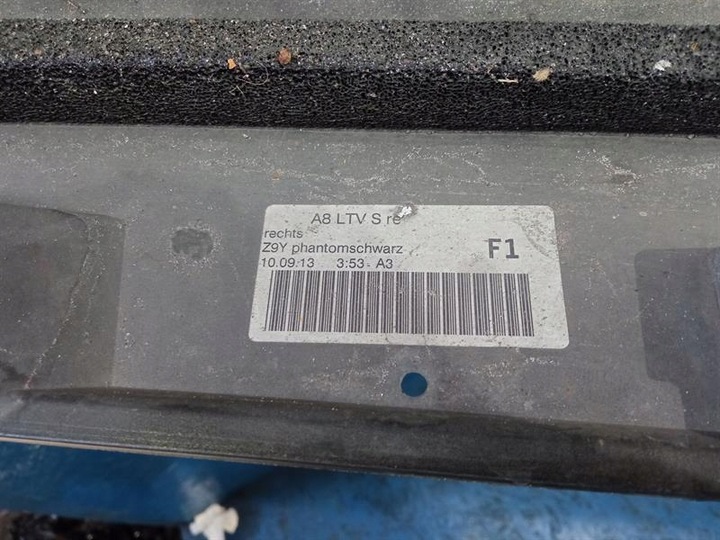 A8 LTV S re
rechts
Z9Y phantomschwarz
F1
10.09.13 3:53 A3